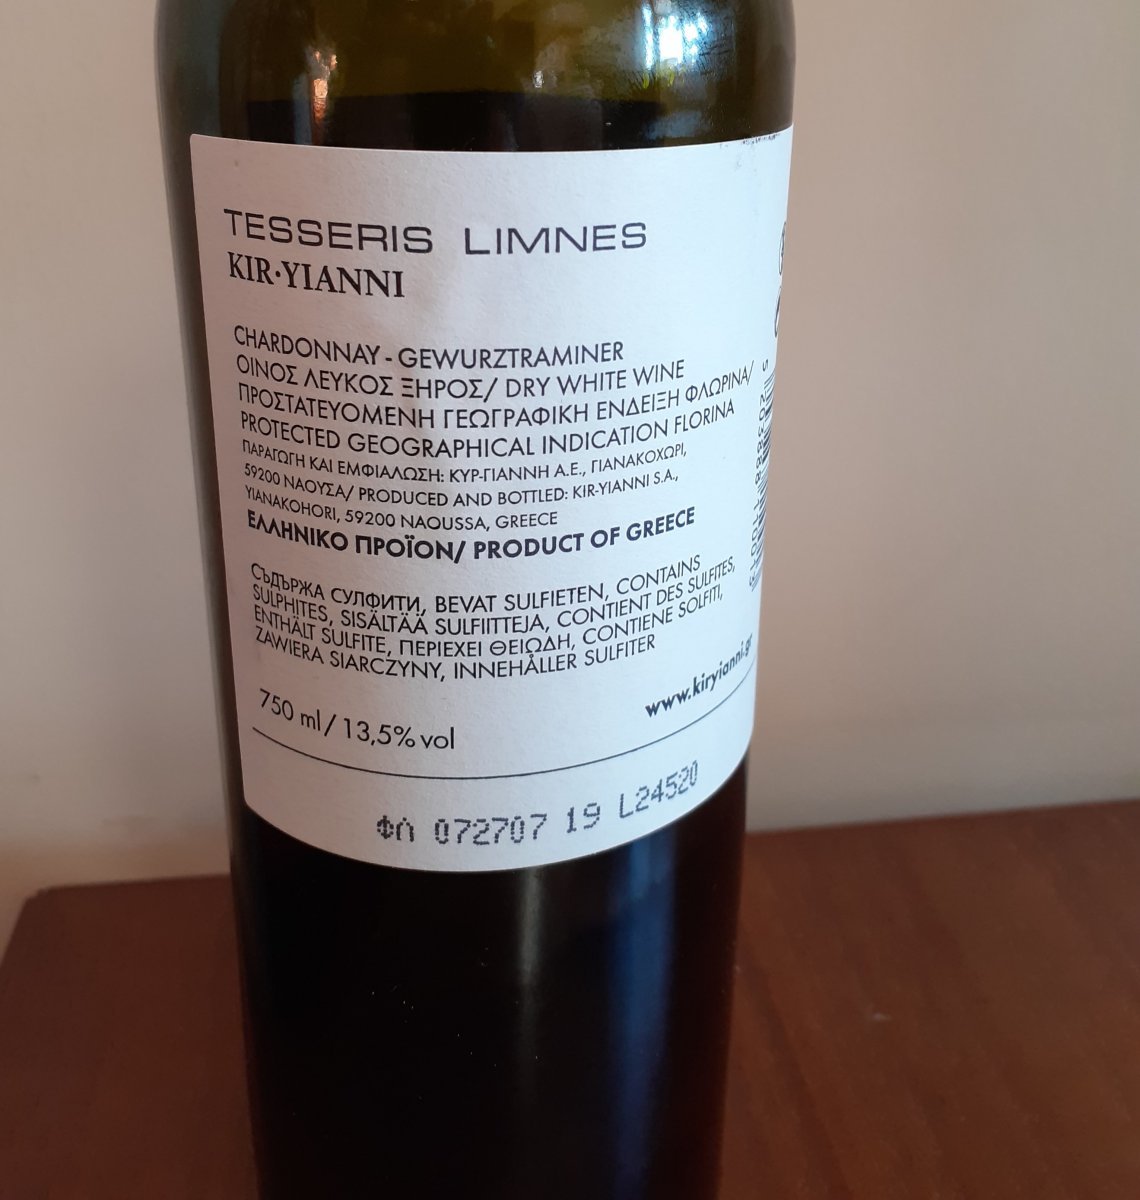 TESSERIS LIMNES
KIR·YIANNI
CHARDONNAY - GEWURZTRAMINER
ΟΙΝΟΣ ΛΕΥΚΟΣ ΞΗΡΟΣ/ DRY WHITE WINE
ΠΡΟΣΤΑΤΕΥΟΜΕΝΗ ΓΕΩΓΡΑΦΙΚΗ ΕΝΔΕΙΞΗ ΦΛΩΡΙΝΑ/
PROTECTED GEOGRAPHICAL INDICATION FLORINA
ΠΑΡΑΓΩΓΗ ΚΑΙ ΕΜΦΙΑΛΩΣΗ: ΚΥΡ-ΓΙΑΝΝΗ Α.Ε., ΓΙΑΝΑΚΟΧΩΡΙ,
59200 ΝΑΟΥΣΑ/ PRODUCED AND BOTTLED: KIR-YIANNI S.A.,
YIANAKOHORI, 59200 NAOUSSA, GREECE
ΕΛΛΗΝΙΚΟ ΠΡΟΪΟΝ/ PRODUCT OF GREECE
СЪДЪРЖА СУЛФИТИ, BEVAT SULFIETEN, CONTAINS
SULPHITES, SISÄLTÄÄ SULFIITTEJA, CONTIENT DES SULFITES,
ENTHÄLT SULFITE, ΠΕΡΙΕΧΕΙ ΘΕΙΩΔΗ, CONTIENE SOLFITI,
ZAWIERA SIARCZYNY, INNEHÅLLER SULFITER
www.kiryianni.gr
750 ml / 13,5% vol
ΦΛ 072707 19 L24520